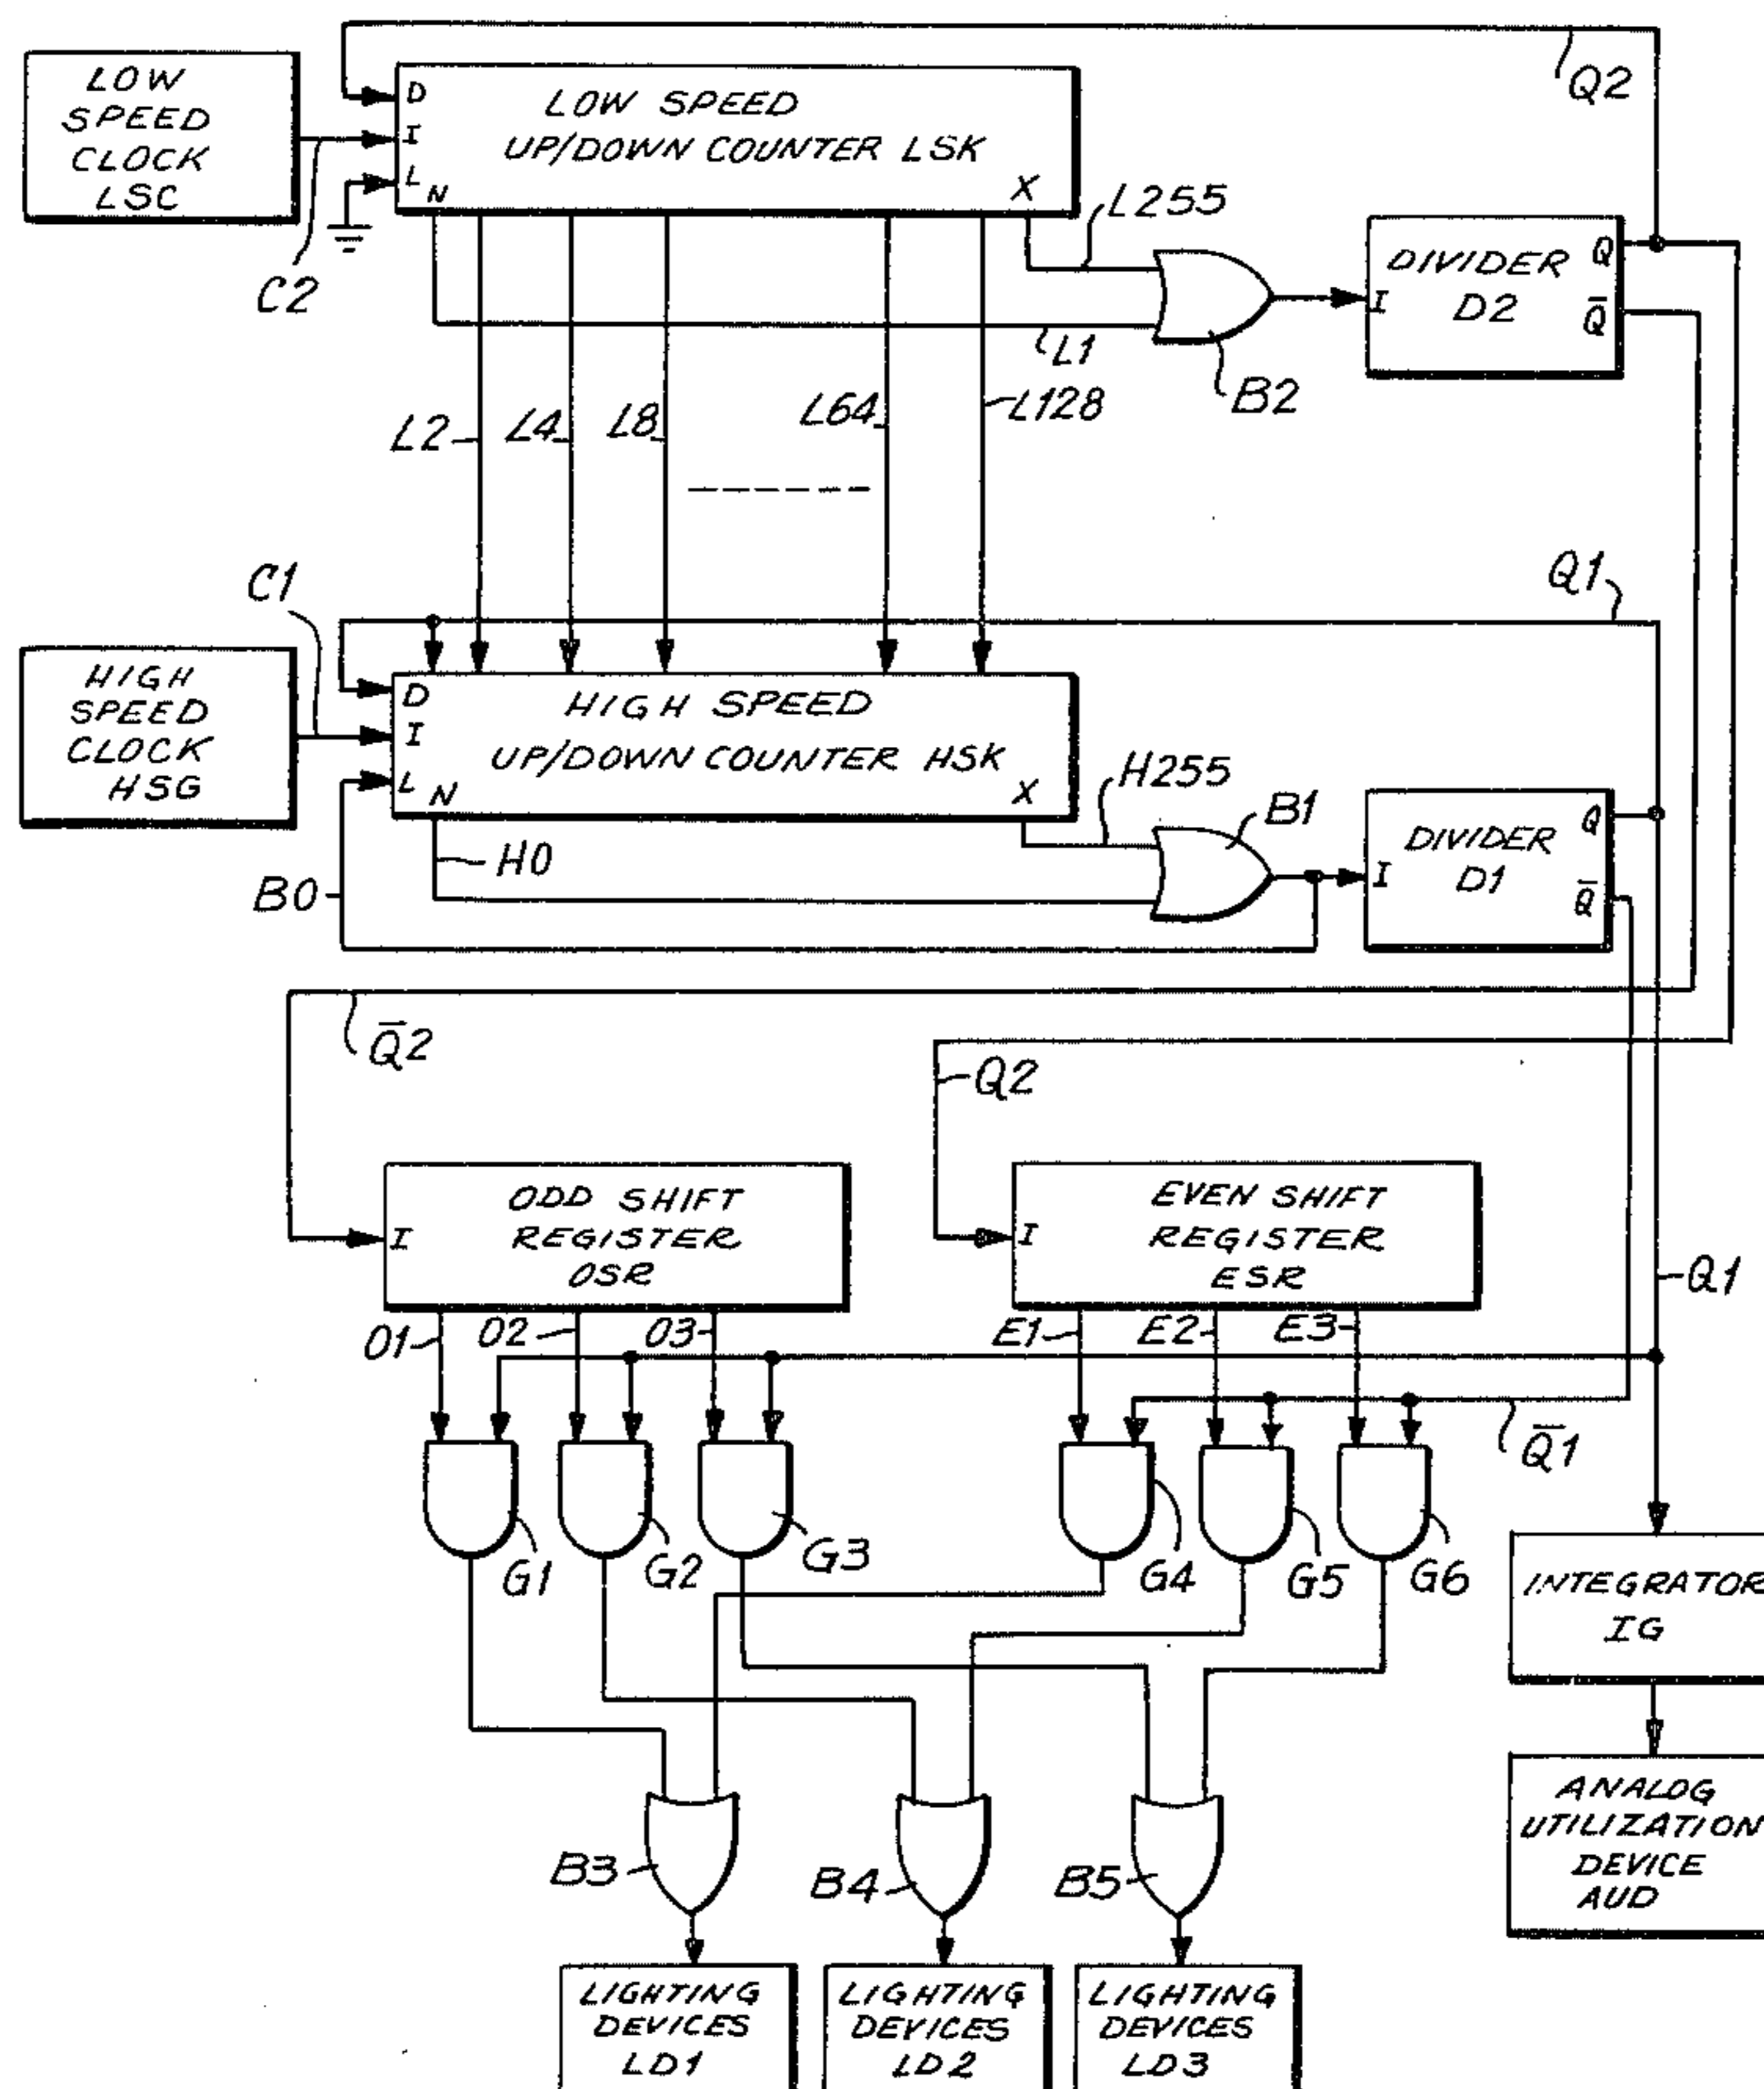 Q2
LOW
SPEED
CLOCK
LSC
C2
D
I
L
N
LOW SPEED
UP/DOWN COUNTER LSK
X
L255
L1
B2
DIVIDER
D2
I
Q
Q̅
L2
L4
L8
L64
L128
C1
Q1
HIGH
SPEED
CLOCK
HSG
D
I
L
N
HIGH SPEED
UP/DOWN COUNTER HSK
X
H255
B1
H0
B0
DIVIDER
D1
I
Q
Q̅
Q̅2
Q2
ODD SHIFT
REGISTER
OSR
I
EVEN SHIFT
REGISTER
ESR
I
Q1
O1
O2
O3
E1
E2
E3
Q̅1
G1
G2
G3
G4
G5
G6
INTEGRATOR
IG
ANALOG
UTILIZATION
DEVICE
AUD
B3
B4
B5
LIGHTING
DEVICES
LD1
LIGHTING
DEVICES
LD2
LIGHTING
DEVICES
LD3